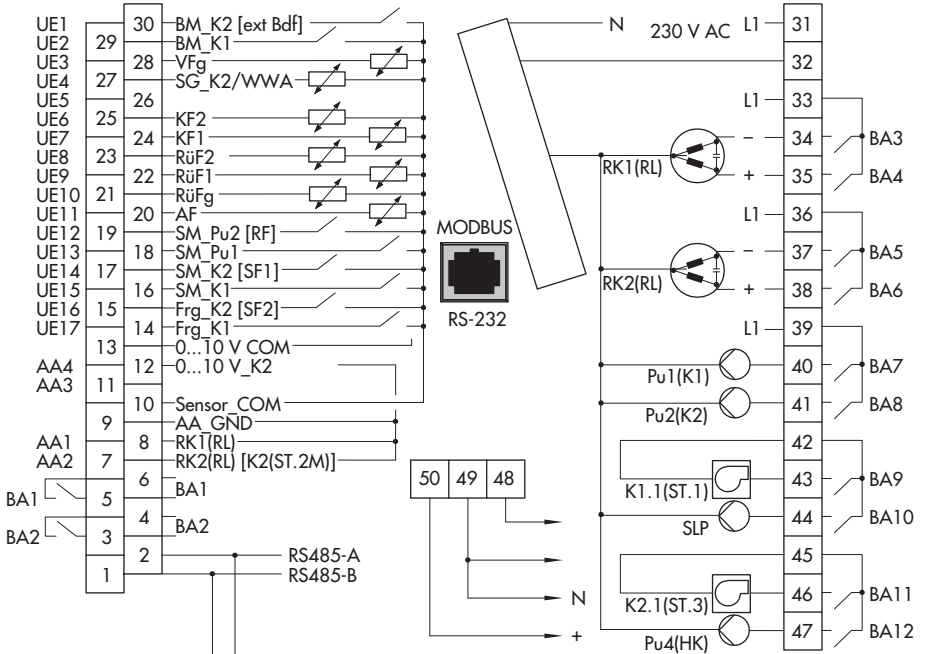 UE1 30 BM_K2 [ext Bdf]
UE2 29 BM_K1
UE3 28 VFg
UE4 27 SG_K2/WWA
UE5 26
UE6 25 KF2
UE7 24 KF1
UE8 23 RüF2
UE9 22 RüF1
UE10 21 RüFg
UE11 20 AF
UE12 19 SM_Pu2 [RF]
UE13 18 SM_Pu1
UE14 17 SM_K2 [SF1]
UE15 16 SM_K1
UE16 15 Frg_K2 [SF2]
UE17 14 Frg_K1
13 0...10 V COM
AA4 12 0...10 V_K2
AA3 11
10 Sensor_COM
9 AA_GND
AA1 8 RK1(RL)
AA2 7 RK2(RL) [K2(ST.2M)]
6
BA1 5 BA1
4
BA2 3 BA2
2 RS485-A
1 RS485-B
MODBUS
RS-232
50 49 48
N
+
N 230 V AC L1 31
32
L1 33
RK1(RL) − 34 BA3
+ 35 BA4
L1 36
RK2(RL) − 37 BA5
+ 38 BA6
L1 39
Pu1(K1) 40 BA7
Pu2(K2) 41 BA8
42
K1.1(ST.1) 43 BA9
SLP 44 BA10
45
K2.1(ST.3) 46 BA11
Pu4(HK) 47 BA12